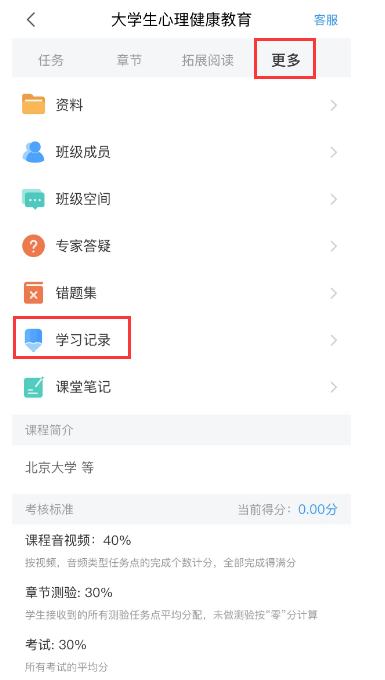 大学生心理健康教育
客服
任务
章节
拓展阅读
更多
资料
班级成员
班级空间
专家答疑
错题集
学习记录
课堂笔记
课程简介
北京大学 等
考核标准
当前得分：0.00分
课程音视频：40%
按视频，音频类型任务点的完成个数计分，全部完成得满分
章节测验: 30%
学生接收到的所有测验任务点平均分配，未做测验按“零”分计算
考试: 30%
所有考试的平均分